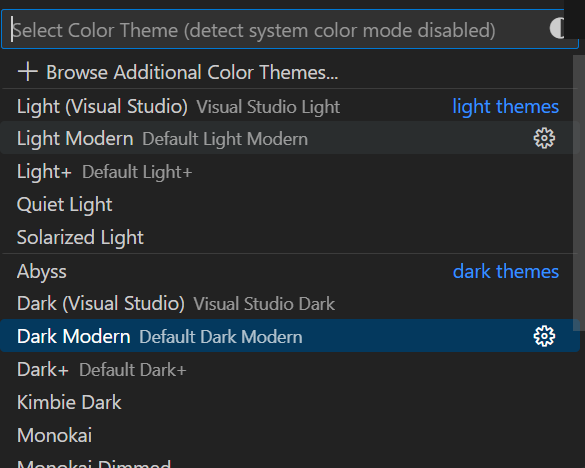 Select Color Theme (detect system color mode disabled)
+ Browse Additional Color Themes...
Light (Visual Studio) Visual Studio Light light themes
Light Modern Default Light Modern
Light+ Default Light+
Quiet Light
Solarized Light
Abyss dark themes
Dark (Visual Studio) Visual Studio Dark
Dark Modern Default Dark Modern
Dark+ Default Dark+
Kimbie Dark
Monokai
Monokai Dimmed